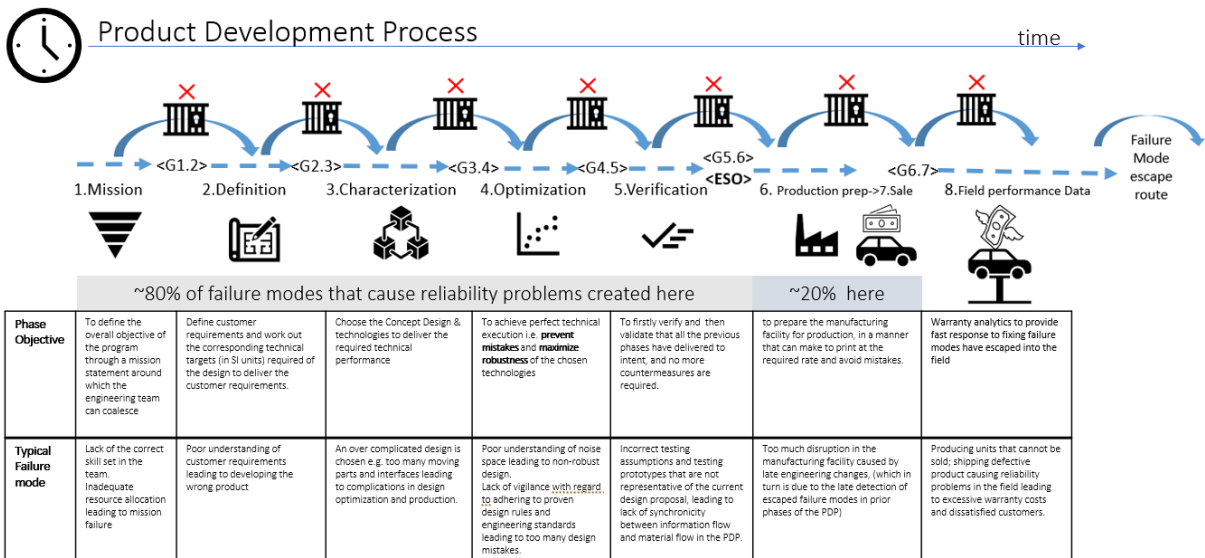 Product Development Process
time
<G1.2>
<G2.3>
<G3.4>
<G4.5>
<G5.6>
<ESO>
<G6.7>
Failure
Mode
escape
route
1.Mission
2.Definition
3.Characterization
4.Optimization
5.Verification
6. Production prep->7.Sale
8.Field performance Data
~80% of failure modes that cause reliability problems created here
~20% here
Phase
Objective
To define the
overall objective of
the program
through a mission
statement around
which the
engineering team
can coalesce
Define customer
requirements and work out
the corresponding technical
targets (in SI units) required of
the design to deliver the
customer requirements.
Choose the Concept Design &
technologies to deliver the
required technical
performance
To achieve perfect technical
execution i.e. prevent
mistakes and maximize
robustness of the chosen
technologies
To firstly verify and then
validate that all the previous
phases have delivered to
intent, and no more
countermeasures are
required.
to prepare the manufacturing
facility for production, in a manner
that can make to print at the
required rate and avoid mistakes.
Warranty analytics to provide
fast response to fixing failure
modes have escaped into the
field
Typical
Failure
mode
Lack of the correct
skill set in the
team.
Inadequate
resource allocation
leading to mission
failure
Poor understanding of
customer requirements
leading to developing the
wrong product
An over complicated design is
chosen e.g. too many moving
parts and interfaces leading
to complications in design
optimization and production.
Poor understanding of noise
space leading to non-robust
design.
Lack of vigilance with regard
to adhering to proven
design rules and
engineering standards
leading to too many design
mistakes.
Incorrect testing
assumptions and testing
prototypes that are not
representative of the current
design proposal, leading to
lack of synchronicity
between information flow
and material flow in the PDP.
Too much disruption in the
manufacturing facility caused by
late engineering changes, (which in
turn is due to the late detection of
escaped failure modes in prior
phases of the PDP)
Producing units that cannot be
sold; shipping defective
product causing reliability
problems in the field leading
to excessive warranty costs
and dissatisfied customers.